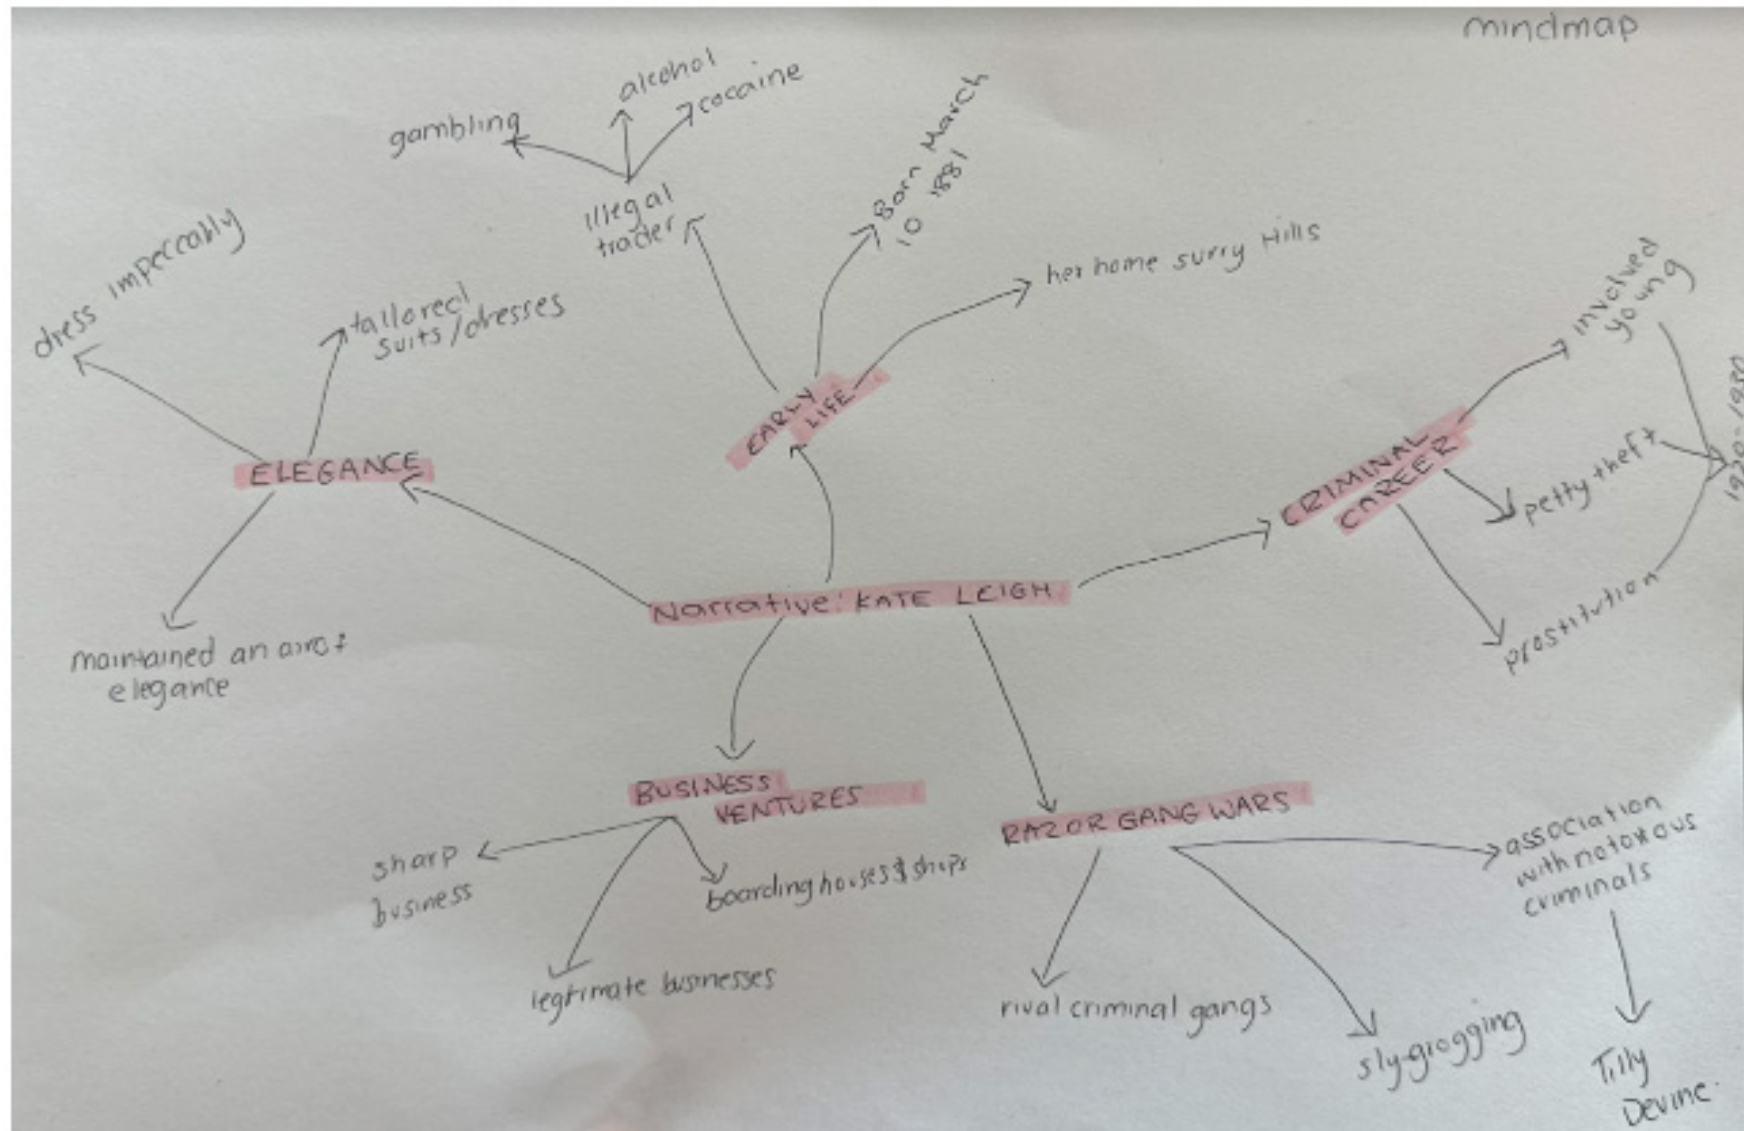 mindmap
alcohol
cocaine
gambling
illegal
trader
Born March
10 1881
her home surry Hills
dress impeccably
tailored
suits/dresses
EARLY
LIFE
involved
young
ELEGANCE
CRIMINAL
CAREER
petty theft
prostitution
Narrative: KATE LEIGH
maintained an air of
elegance
BUSINESS
VENTURES
RAZOR GANG WARS
sharp
business
boarding houses & shops
legitimate businesses
association
with notorious
criminals
rival criminal gangs
sly-grogging
Tilly
Devine.